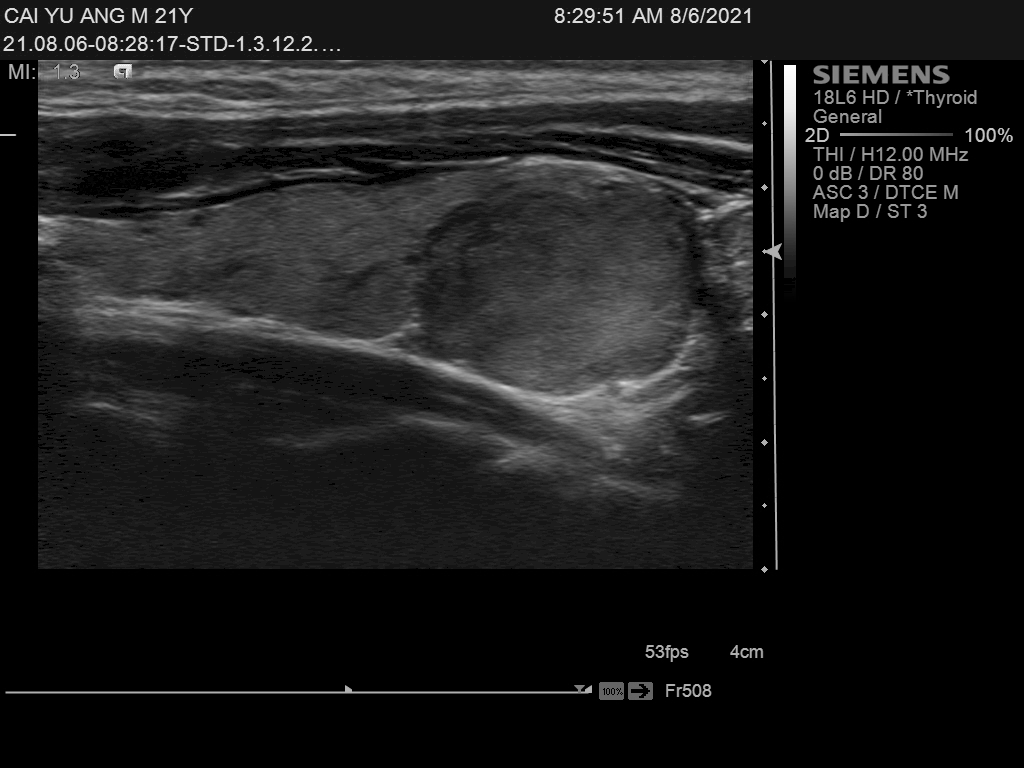 CAI YU ANG M 21Y
8:29:51 AM 8/6/2021
21.08.06-08:28:17-STD-1.3.12.2....
MI: 1.3
SIEMENS
18L6 HD / *Thyroid
General
2D 100%
THI / H12.00 MHz
0 dB / DR 80
ASC 3 / DTCE M
Map D / ST 3
53fps 4cm
100% Fr508